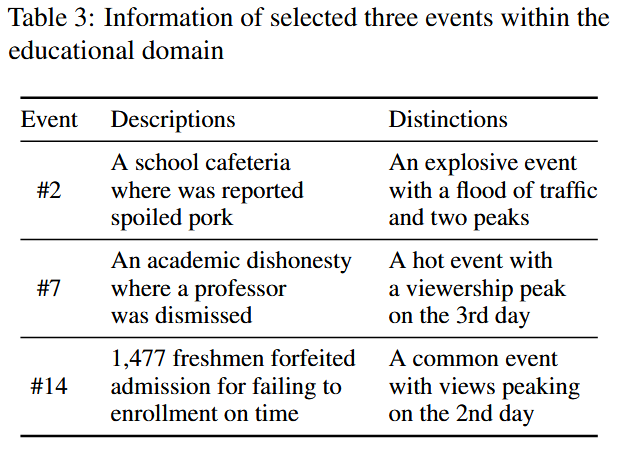 Table 3: Information of selected three events within the
educational domain
Event Descriptions Distinctions
#2
A school cafeteria
where was reported
spoiled pork
An explosive event
with a flood of traffic
and two peaks
#7
An academic dishonesty
where a professor
was dismissed
A hot event with
a viewership peak
on the 3rd day
#14
1,477 freshmen forfeited
admission for failing to
enrollment on time
A common event
with views peaking
on the 2nd day